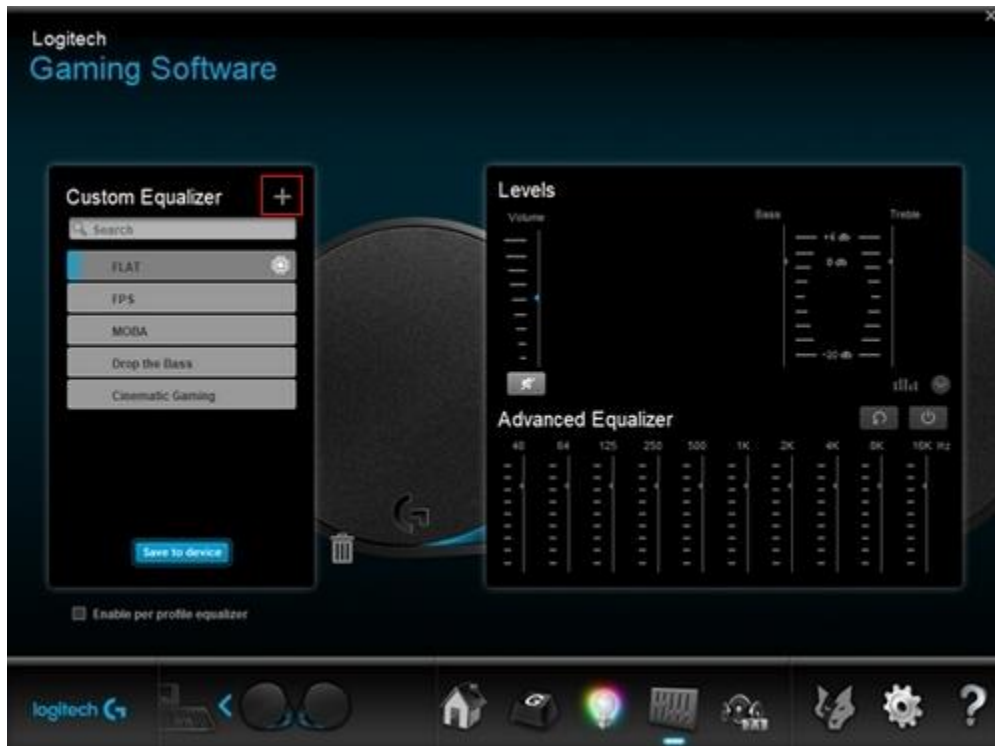 Logitech
Gaming Software
Custom Equalizer
Search
FLAT
FPS
MOBA
Drop the Bass
Cinematic Gaming
Save to device
Enable per profile equalizer
Levels
Volume
Bass
Treble
+6 db
0 db
-20 db
Advanced Equalizer
40 64 125 250 500 1K 2K 4K 8K 16K Hz
logitech G
G
?